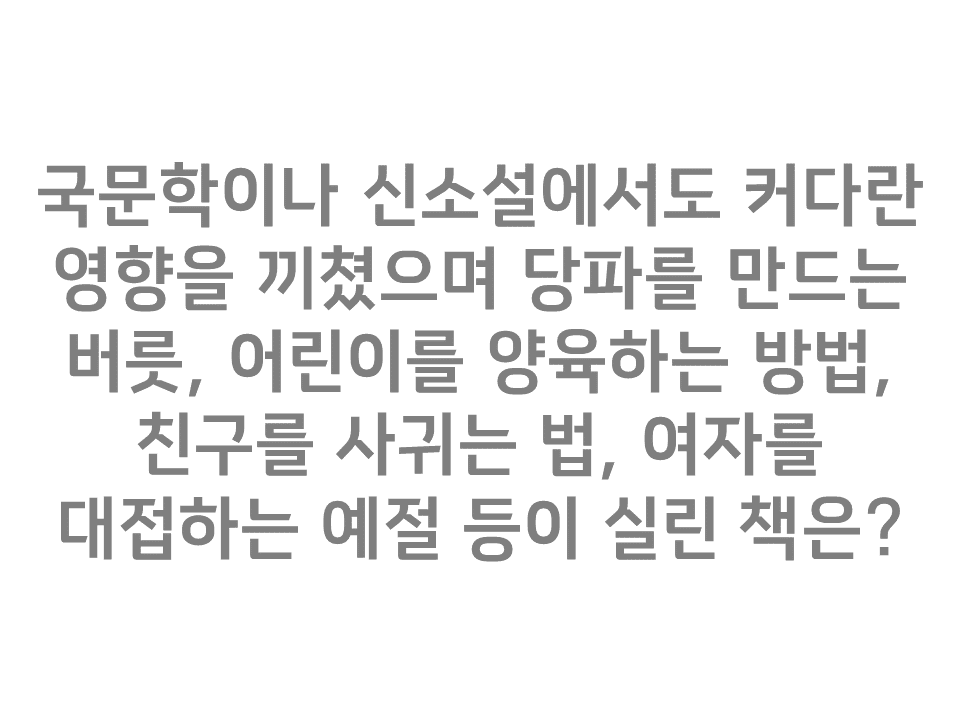 국문학이나 신소설에서도 커다란
영향을 끼쳤으며 당파를 만드는
버릇, 어린이를 양육하는 방법,
친구를 사귀는 법, 여자를
대접하는 예절 등이 실린 책은?